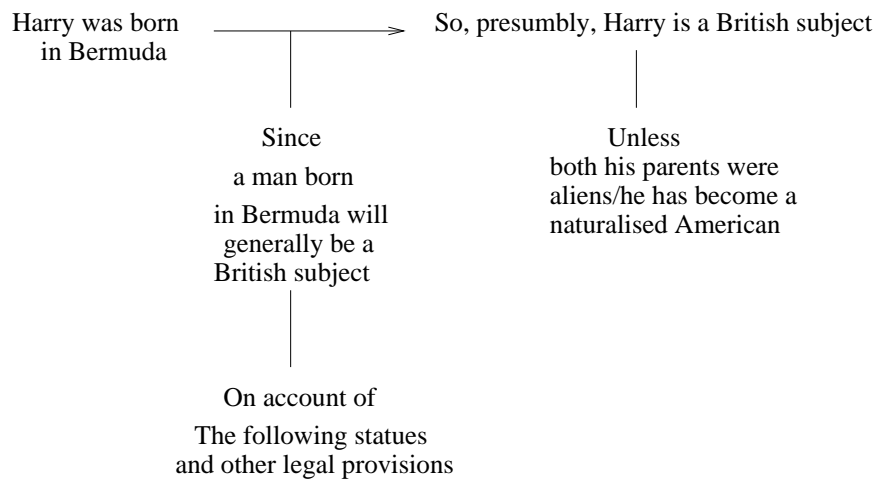 Harry was born
in Bermuda
So, presumbly, Harry is a British subject
Since
a man born
in Bermuda will
generally be a
British subject
Unless
both his parents were
aliens/he has become a
naturalised American
On account of
The following statues
and other legal provisions